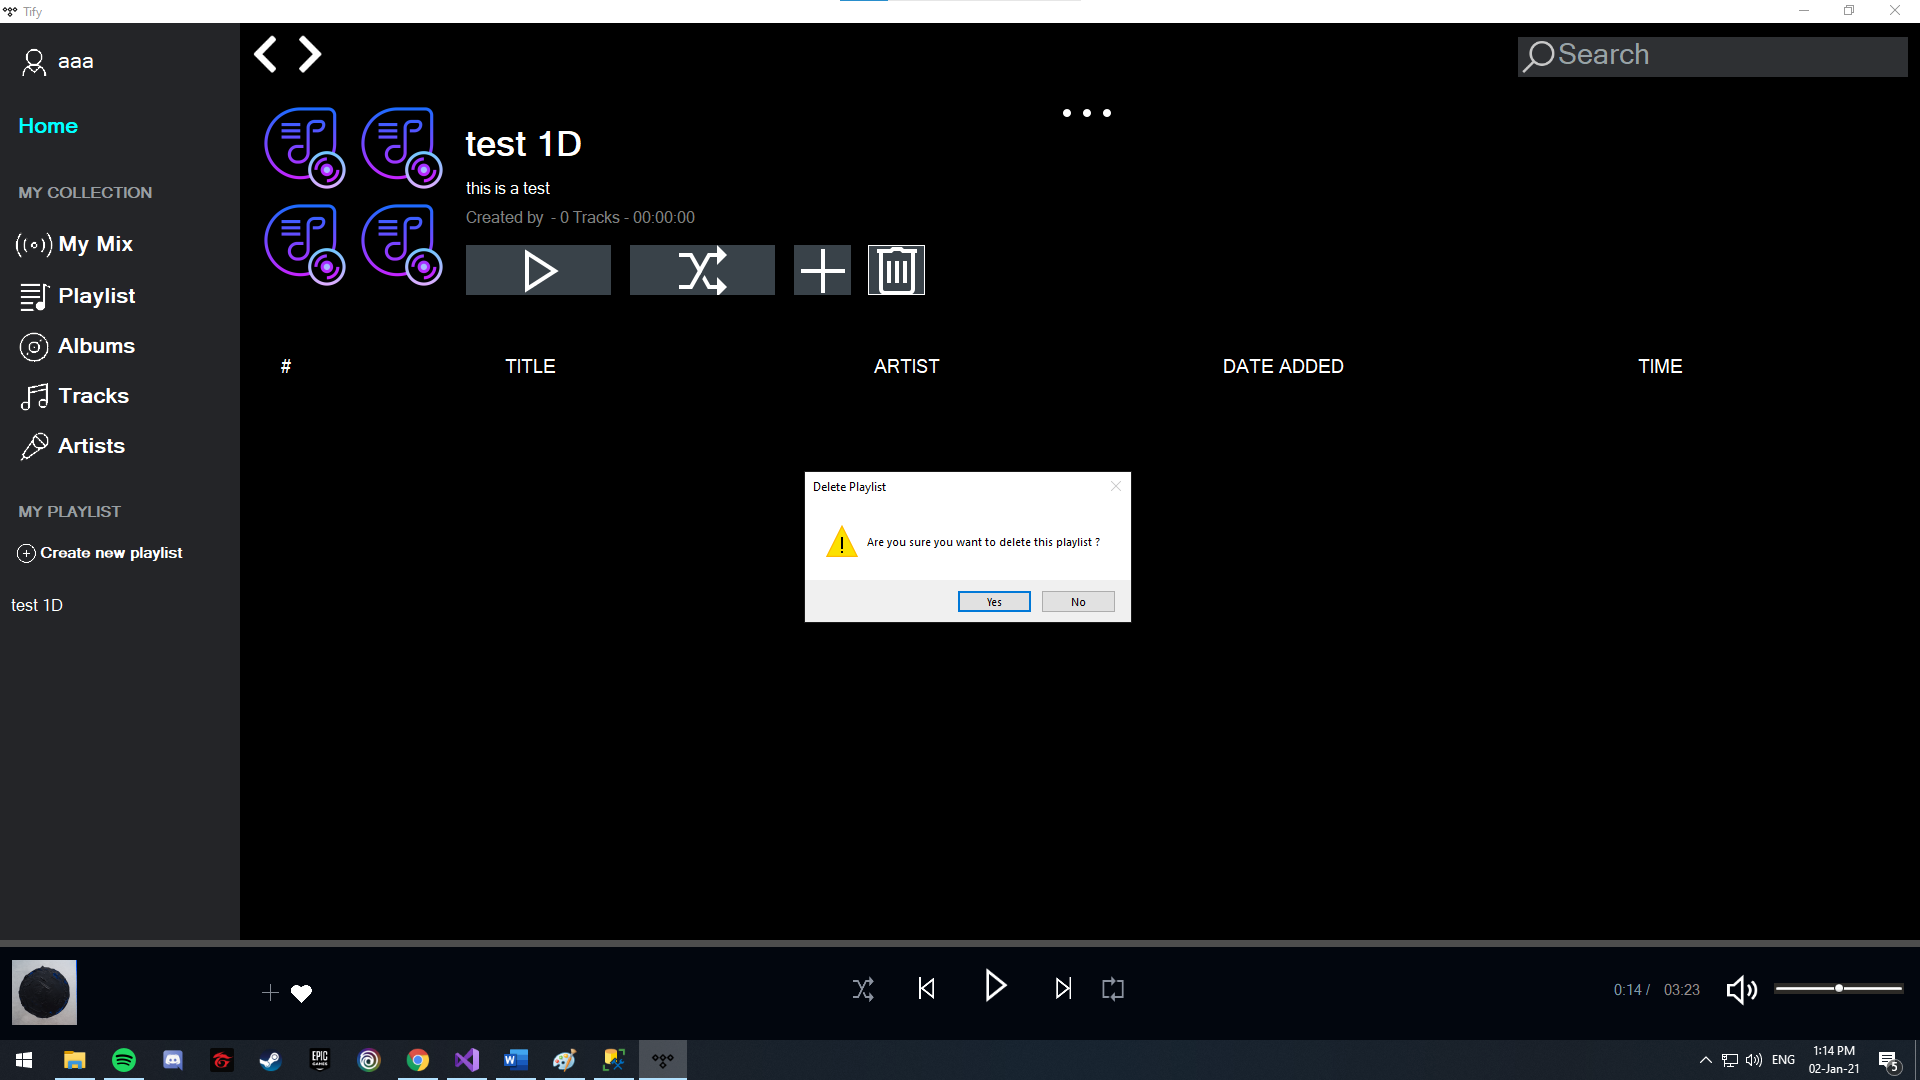 Tify
aaa
Search
Home
test 1D
this is a test
MY COLLECTION
Created by - 0 Tracks - 00:00:00
My Mix
Playlist
Albums
# TITLE ARTIST DATE ADDED TIME
Tracks
Artists
Delete Playlist
MY PLAYLIST
Are you sure you want to delete this playlist ?
Create new playlist
Yes No
test 1D
0:14 / 03:23
EPIC
GAMES
ENG
1:14 PM
02-Jan-21
5